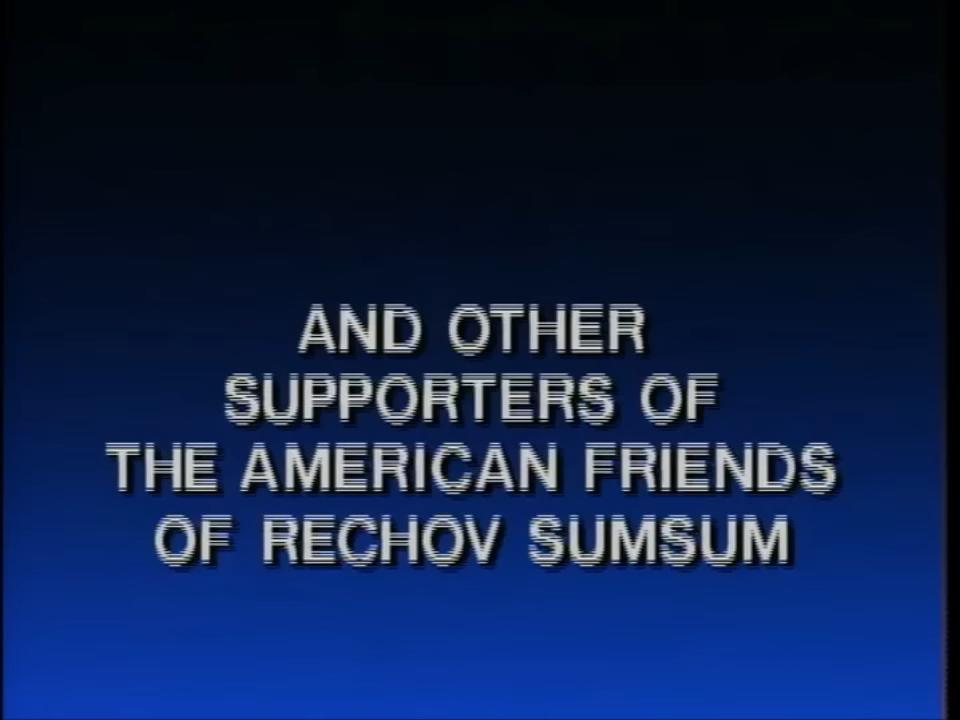 AND OTHER
SUPPORTERS OF
THE AMERICAN FRIENDS
OF RECHOV SUMSUM